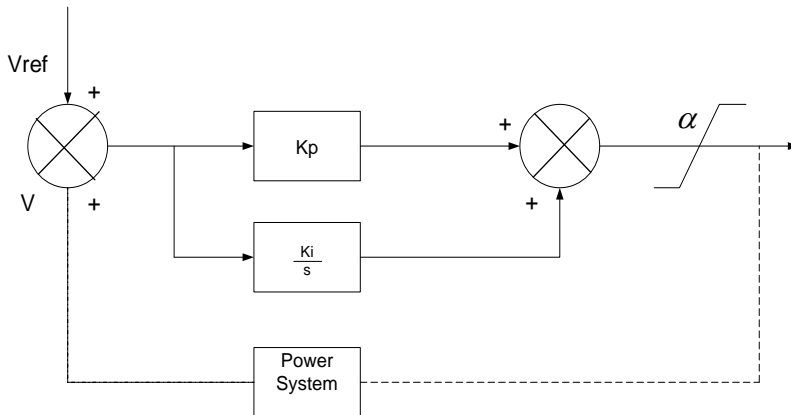 Vref
+
V
+
Kp
Ki
s
+
+
α
Power
System